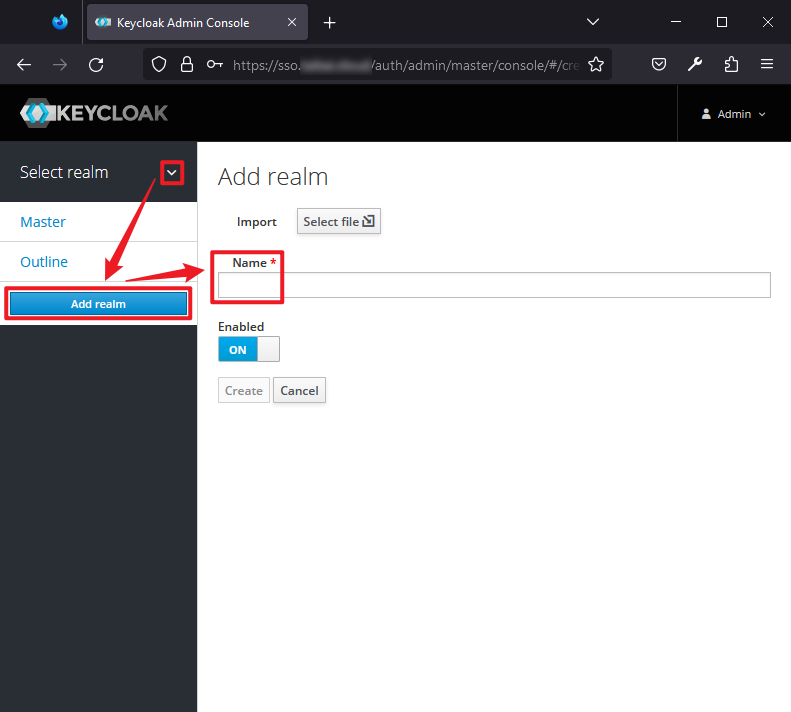 Keycloak Admin Console
https://sso. /auth/admin/master/console/#/cre
KEYCLOAK
Admin
Select realm
Master
Outline
Add realm
Add realm
Import
Select file
Name *
Enabled
ON
Create
Cancel